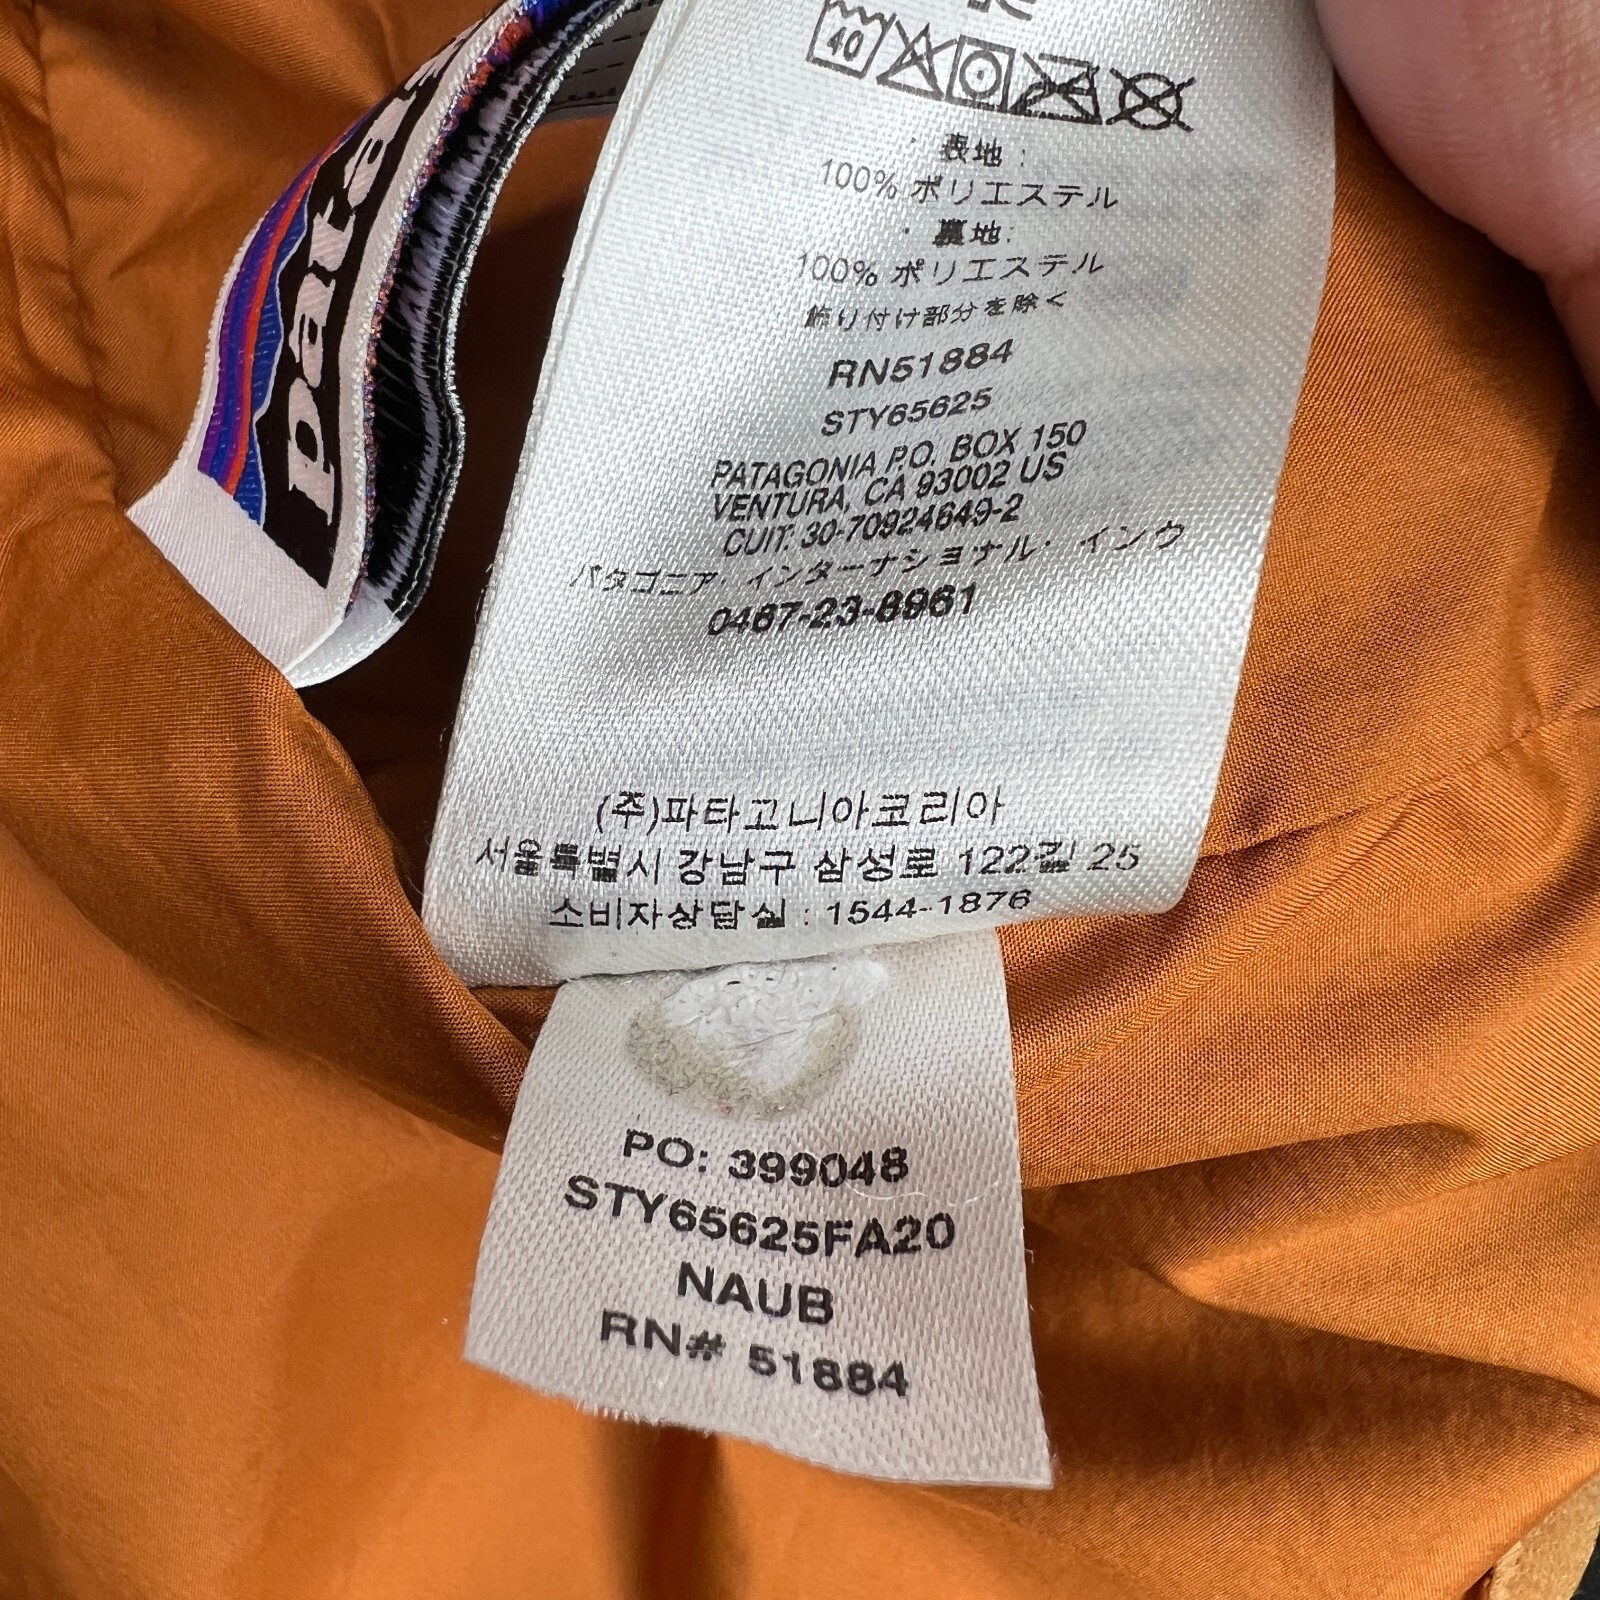 patago
40
・表地:
100% ポリエステル
・裏地:
100% ポリエステル
飾り付け部分を除く
RN51884
STY65625
PATAGONIA P.O. BOX 150
VENTURA, CA 93002 US
CUIT: 30-70924649-2
パタゴニア・インターナショナル・インク
0467-23-8961
(주)파타고니아코리아
서울특별시 강남구 삼성로 122길 25
소비자상담실 : 1544-1876
PO: 399048
STY65625FA20
NAUB
RN# 51884